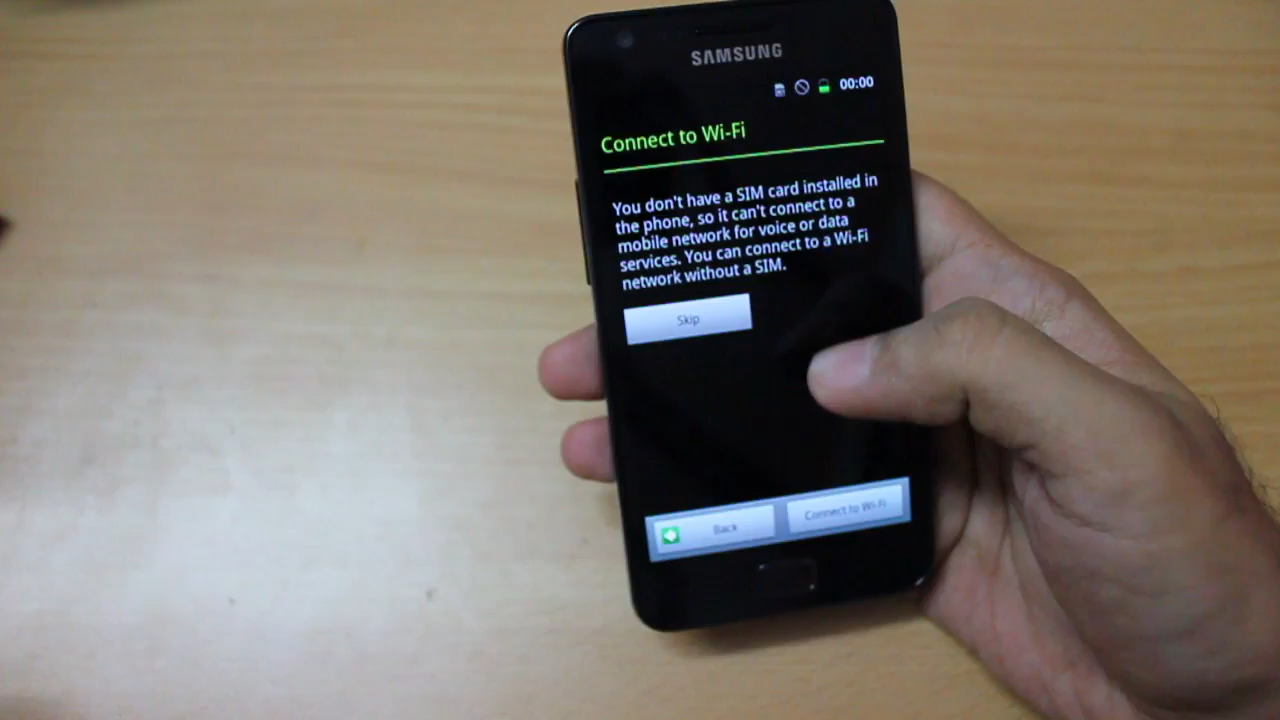 SAMSUNG
00:00
Connect to Wi-Fi
You don't have a SIM card installed in
the phone, so it can't connect to a
mobile network for voice or data
services. You can connect to a Wi-Fi
network without a SIM.
Skip
Back
Connect to Wi-Fi